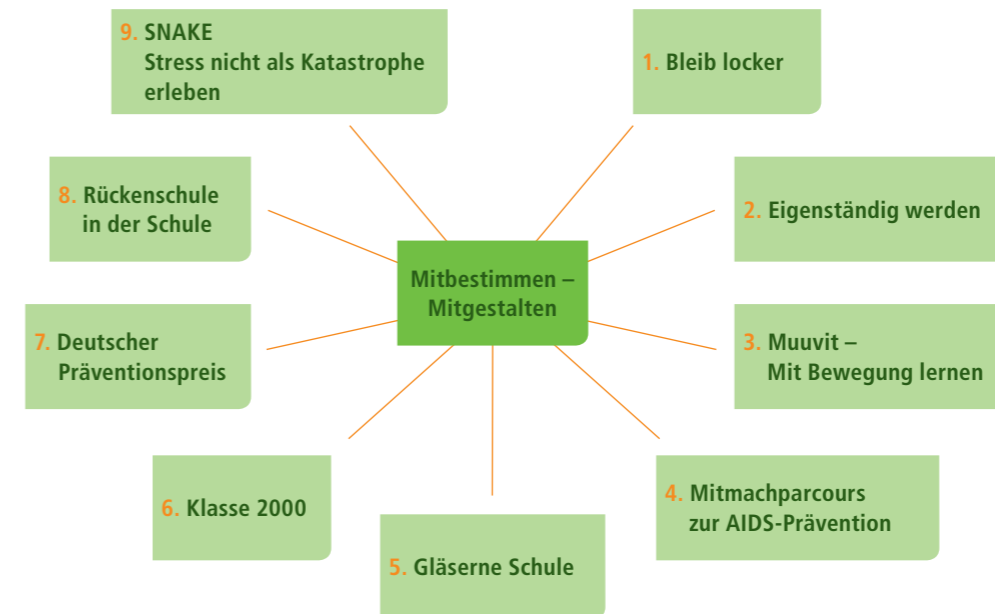 Mitbestimmen –
Mitgestalten
1. Bleib locker
2. Eigenständig werden
3. Muuvit –
Mit Bewegung lernen
4. Mitmachparcours
zur AIDS-Prävention
5. Gläserne Schule
6. Klasse 2000
7. Deutscher
Präventionspreis
8. Rückenschule
in der Schule
9. SNAKE
Stress nicht als Katastrophe
erleben